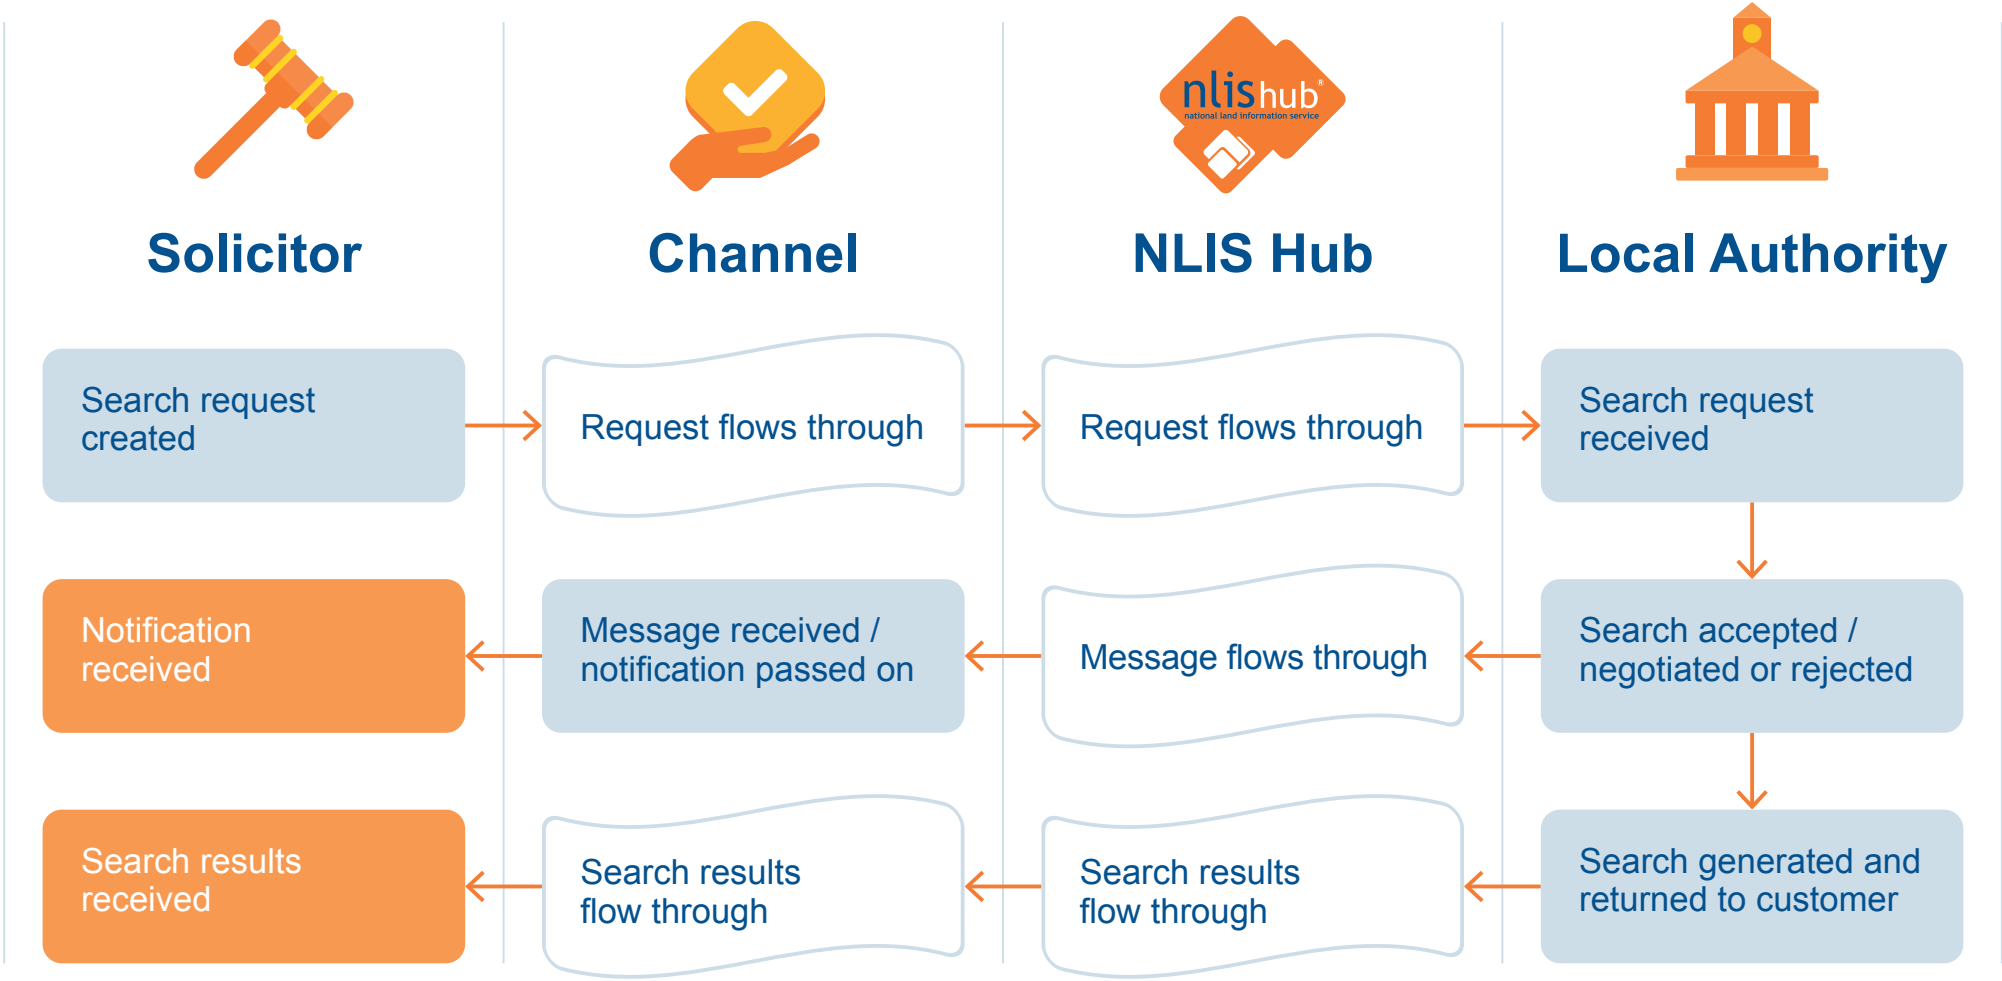 nlis hub®
national land information service
Solicitor
Channel
NLIS Hub
Local Authority
Search request
created
Request flows through
Request flows through
Search request
received
Notification
received
Message received /
notification passed on
Message flows through
Search accepted /
negotiated or rejected
Search results
received
Search results
flow through
Search results
flow through
Search generated and
returned to customer